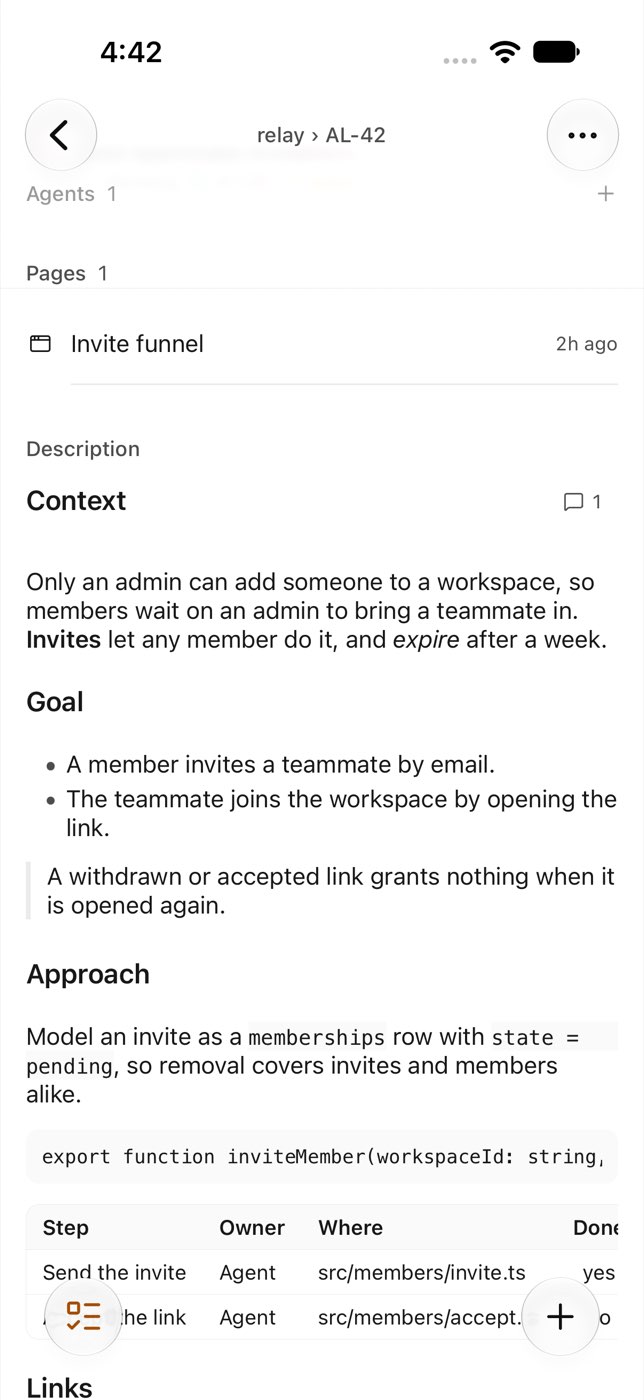 4:42
relay › AL-42
Agents 1
Pages 1
Invite funnel 2h ago
Description
Context 1
Only an admin can add someone to a workspace, so
members wait on an admin to bring a teammate in.
Invites let any member do it, and expire after a week.
Goal
• A member invites a teammate by email.
• The teammate joins the workspace by opening the
link.
A withdrawn or accepted link grants nothing when it
is opened again.
Approach
Model an invite as a memberships row with state =
pending, so removal covers invites and members
alike.
export function inviteMember(workspaceId: string,
Step Owner Where Done
Send the invite Agent src/members/invite.ts yes
the link Agent src/members/accept.
Links